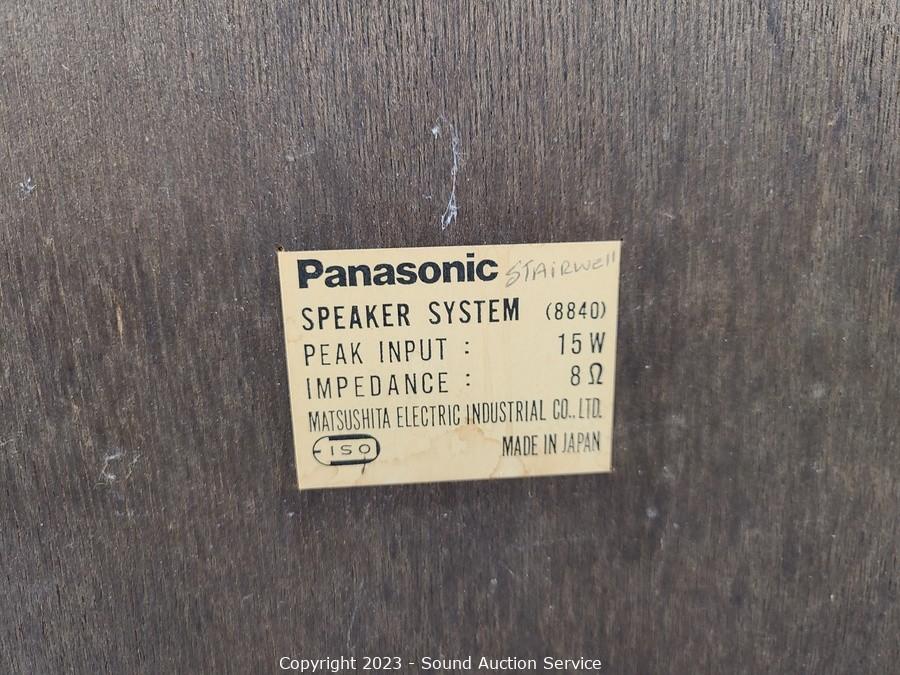 Panasonic STAiRWell
SPEAKER SYSTEM (8840)
PEAK INPUT : 15 W
IMPEDANCE : 8 Ω
MATSUSHITA ELECTRIC INDUSTRIAL CO., LTD.
ISO MADE IN JAPAN
Copyright 2023 - Sound Auction Service